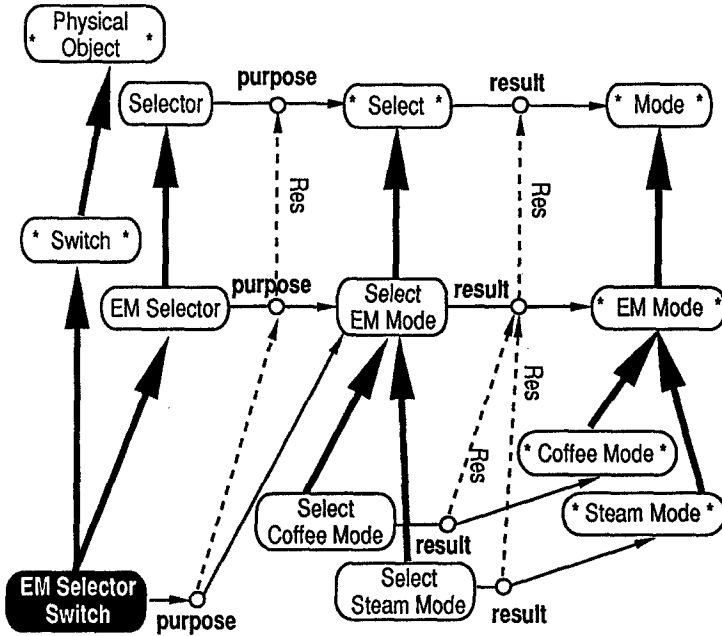 Physical
* Object *
purpose
result
Selector
* Select *
* Mode *
Res
Res
* Switch *
purpose
result
EM Selector
Select
EM Mode
* EM Mode *
Res
Res
* Coffee Mode *
Select
Coffee Mode
* Steam Mode *
result
EM Selector
Switch
purpose
Select
Steam Mode
result